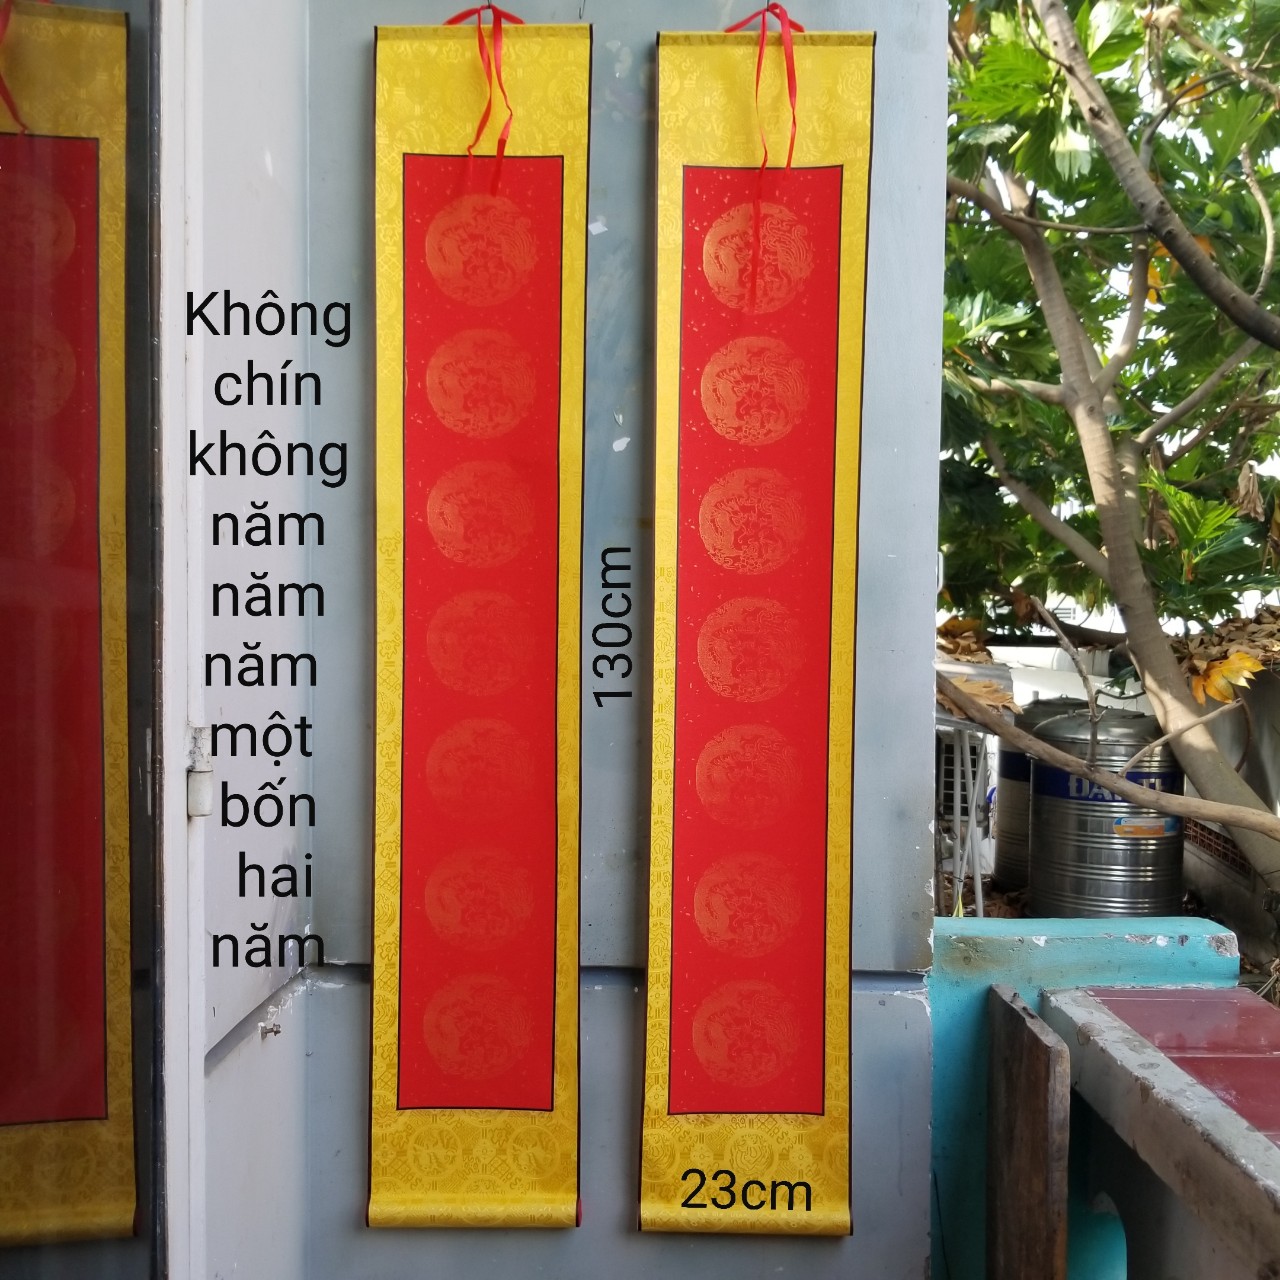 Không
chín
không
năm
năm
năm
một
bốn
hai
năm
130cm
23cm